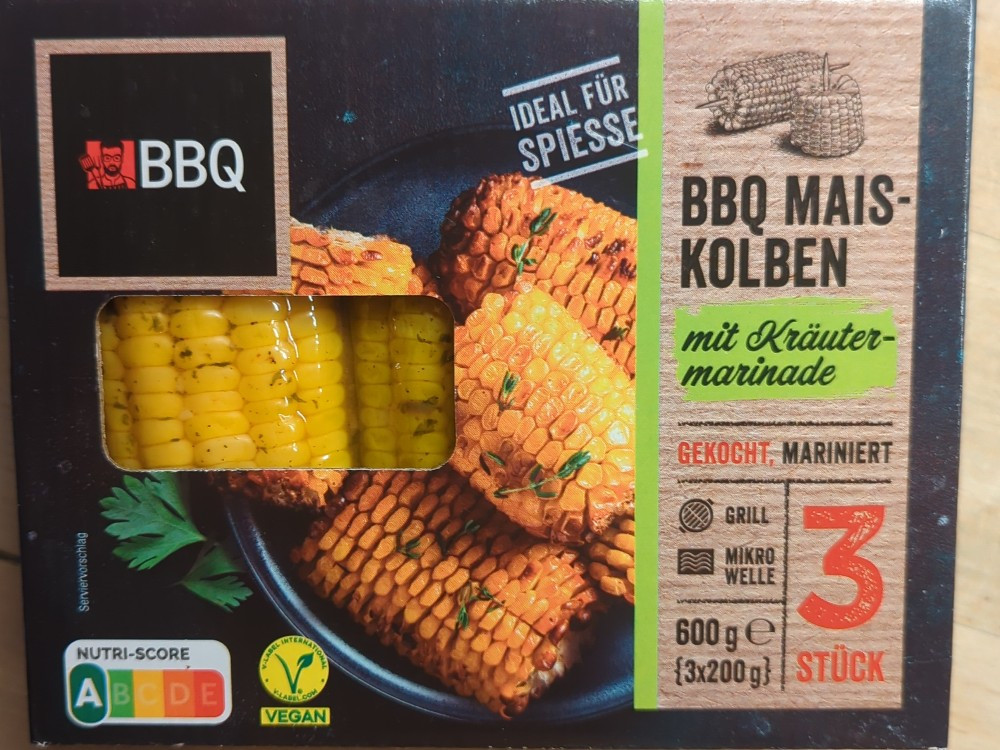 BBQ
IDEAL FÜR
SPIESSE
BBQ MAIS-
KOLBEN
mit Kräuter-
marinade
GEKOCHT, MARINIERT
GRILL
MIKRO
WELLE
3
STÜCK
600 g ℮
{3x200 g}
Serviervorschlag
NUTRI-SCORE
A B C D E
V-LABEL INTERNATIONAL
V-LABEL.COM
VEGAN